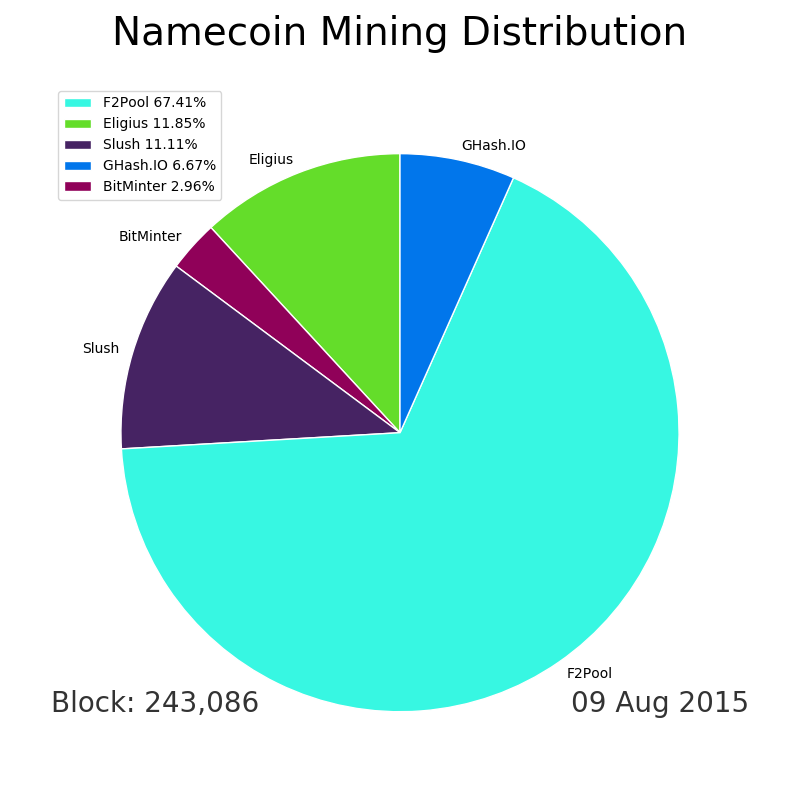 Namecoin Mining Distribution
F2Pool 67.41%
Eligius 11.85%
Slush 11.11%
GHash.IO 6.67%
BitMinter 2.96%
GHash.IO
Eligius
BitMinter
Slush
F2Pool
Block: 243,086
09 Aug 2015